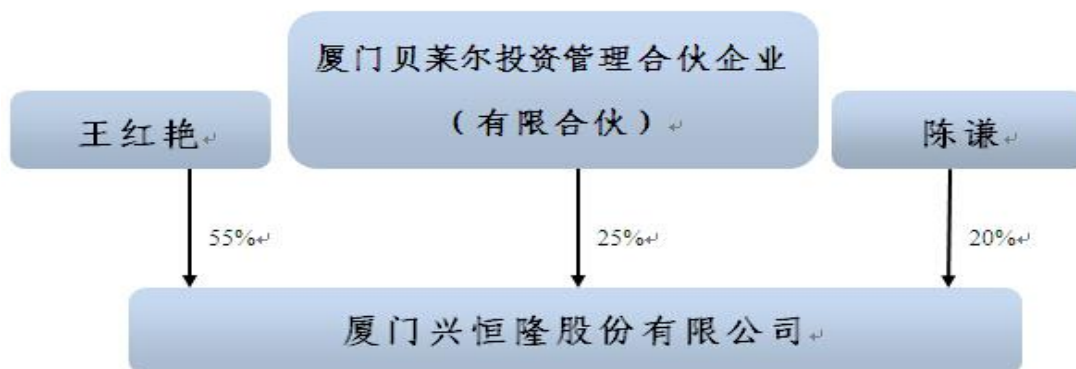 厦门贝莱尔投资管理合伙企业
（有限合伙）
王红艳
陈谦
55%
25%
20%
厦门兴恒隆股份有限公司